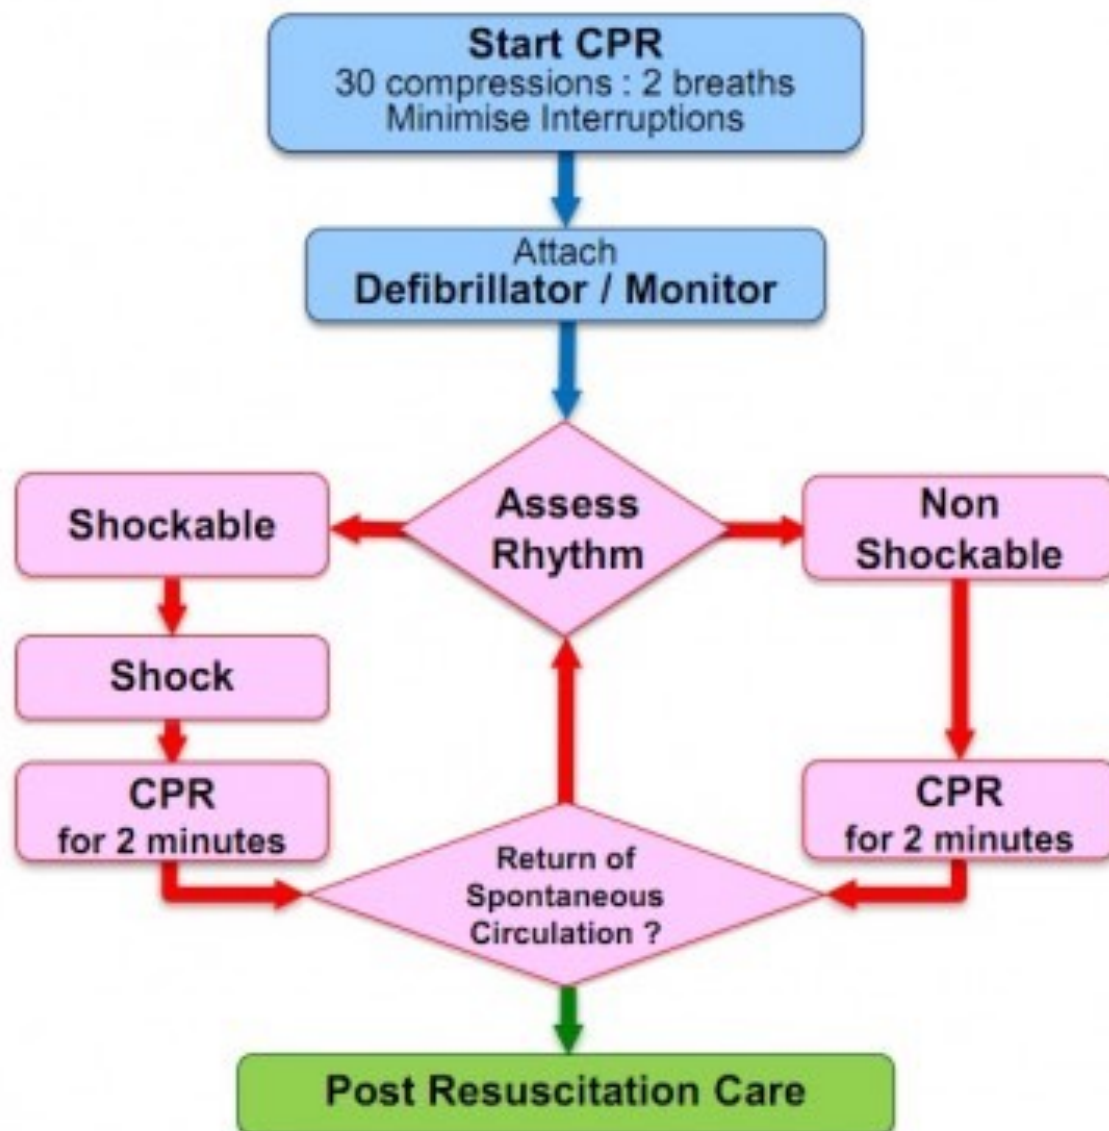 Start CPR
30 compressions : 2 breaths
Minimise Interruptions
Attach
Defibrillator / Monitor
Assess
Rhythm
Shockable
Non
Shockable
Shock
CPR
for 2 minutes
CPR
for 2 minutes
Return of
Spontaneous
Circulation ?
Post Resuscitation Care